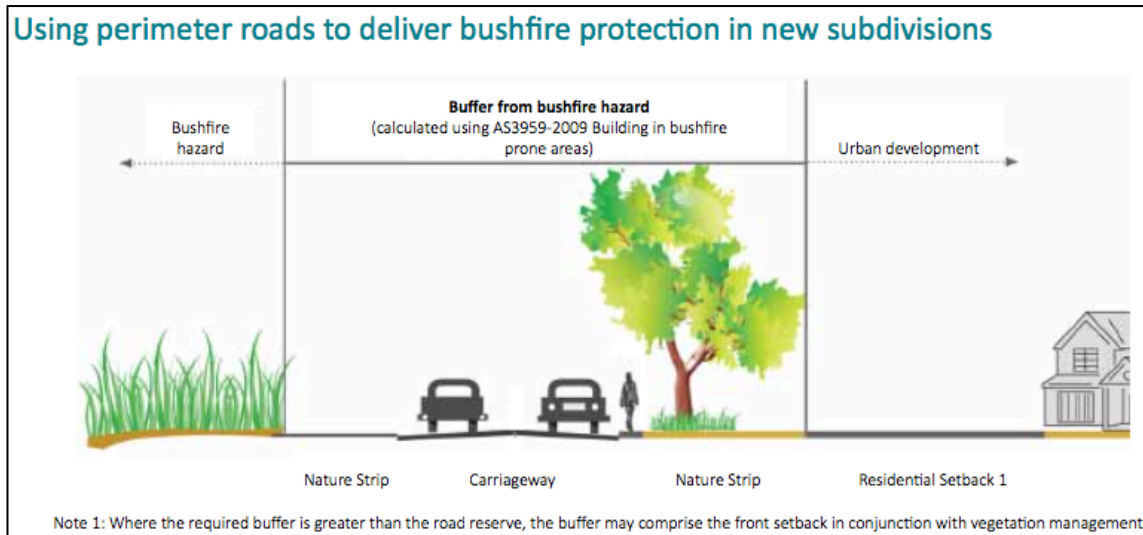 Using perimeter roads to deliver bushfire protection in new subdivisions
Bushfire
hazard
Buffer from bushfire hazard
(calculated using AS3959-2009 Building in bushfire
prone areas)
Urban development
Nature Strip
Carriageway
Nature Strip
Residential Setback 1
Note 1: Where the required buffer is greater than the road reserve, the buffer may comprise the front setback in conjunction with vegetation management